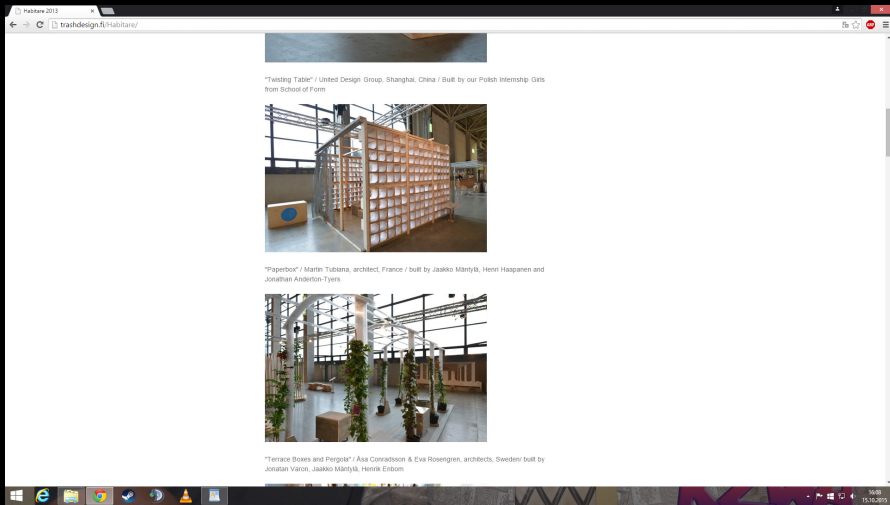 Habitare 2013
trashdesign.fi/Habitare/
"Twisting Table" / United Design Group, Shanghai, China / Built by our Polish Internship Girls
from School of Form
"Paperbox" / Martin Tubiana, architect, France / built by Jaakko Mäntylä, Henri Haapanen and
Jonathan Anderton-Tyers
"Terrace Boxes and Pergola" / Åsa Conradsson & Eva Rosengren, architects, Sweden/ built by
Jonatan Varon, Jaakko Mäntylä, Henrik Enbom
16:08
15.10.2015